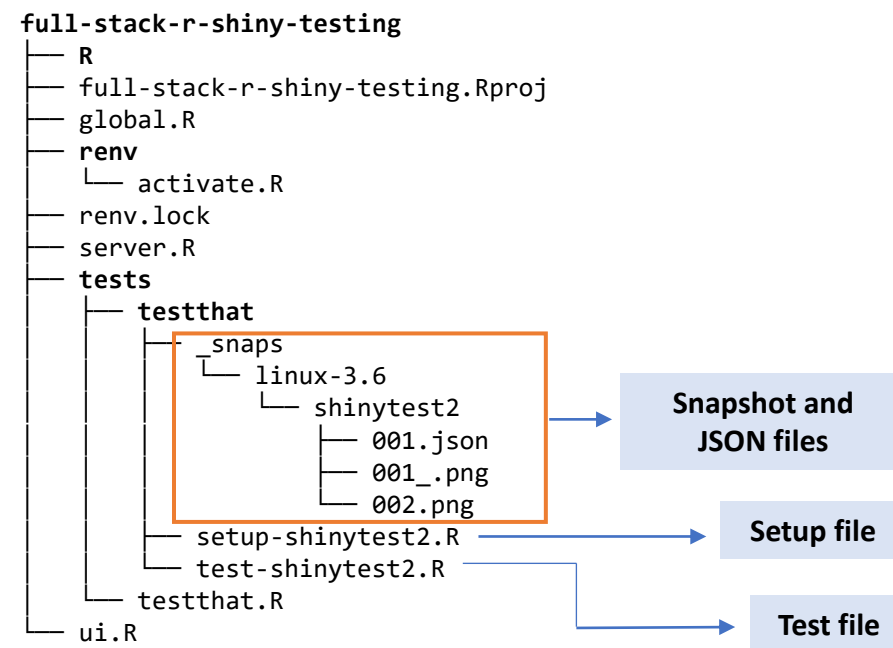 full-stack-r-shiny-testing
├── R
├── full-stack-r-shiny-testing.Rproj
├── global.R
├── renv
│   └── activate.R
├── renv.lock
├── server.R
├── tests
│   ├── testthat
│   │   ├── _snaps
│   │   │   └── linux-3.6
│   │   │       └── shinytest2
│   │   │           ├── 001.json
│   │   │           ├── 001_.png
│   │   │           └── 002.png
│   │   ├── setup-shinytest2.R
│   │   └── test-shinytest2.R
│   └── testthat.R
└── ui.R
Snapshot and
JSON files
Setup file
Test file